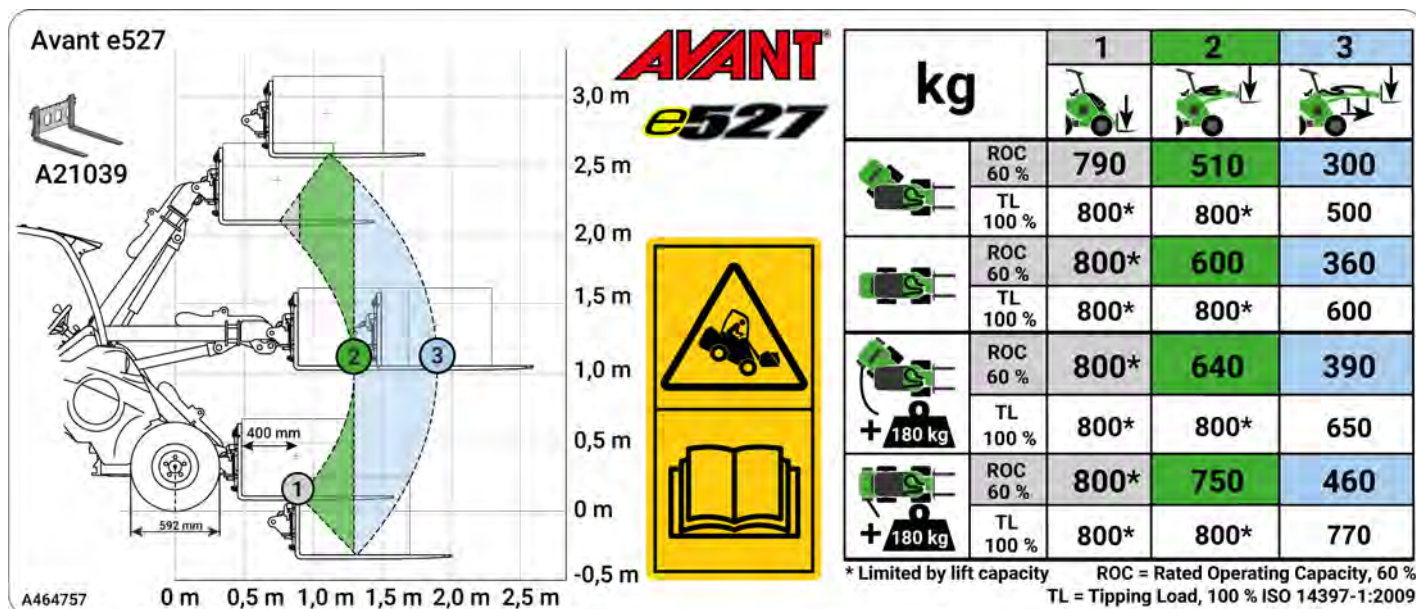 Avant e527
A21039
3,0 m
2,5 m
2,0 m
1,5 m
1,0 m
0,5 m
0 m
-0,5 m
2
3
400 mm
1
592 mm
A464757
0 m 0,5 m 1,0 m 1,5 m 2,0 m 2,5 m
AVANT®
e527
kg 1 2 3
ROC 60 % 790 510 300
TL 100 % 800* 800* 500
ROC 60 % 800* 600 360
TL 100 % 800* 800* 600
ROC 60 % 800* 640 390
+ 180 kg TL 100 % 800* 800* 650
ROC 60 % 800* 750 460
+ 180 kg TL 100 % 800* 800* 770
* Limited by lift capacity ROC = Rated Operating Capacity, 60 %
TL = Tipping Load, 100 % ISO 14397-1:2009